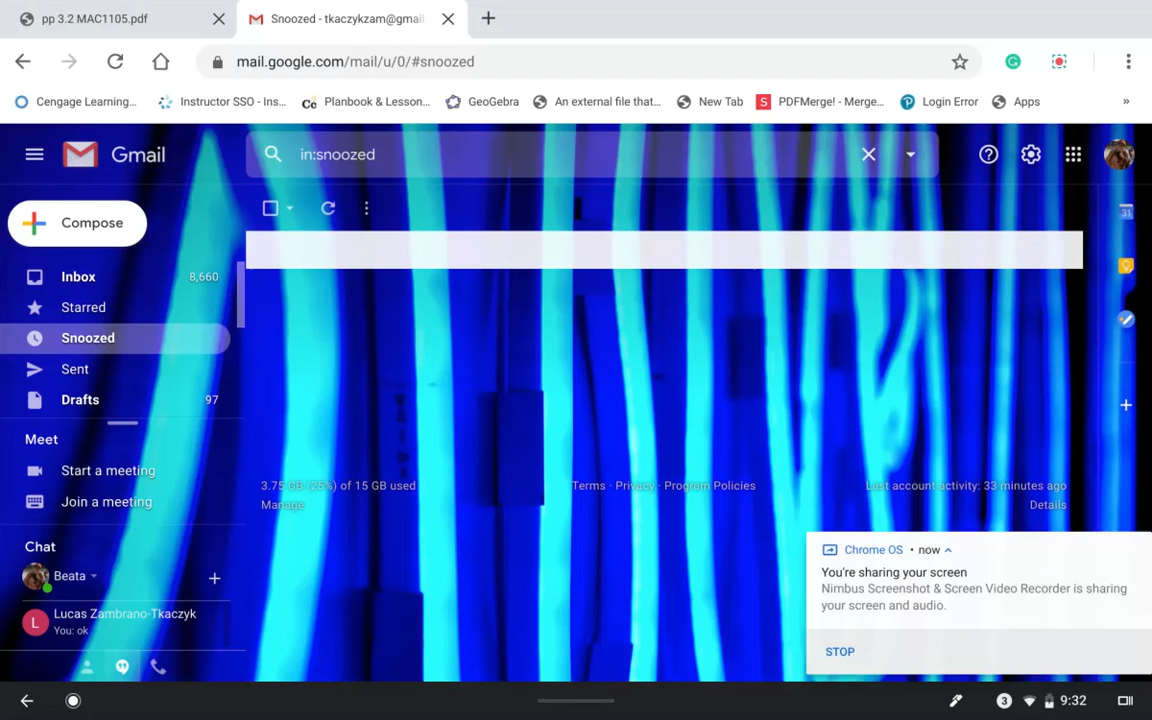 pp 3.2 MAC1105.pdf
Snoozed - tkaczykzam@gmail
mail.google.com/mail/u/0/#snoozed
Cengage Learning...
Instructor SSO - Ins...
Planbook & Lesson...
GeoGebra
An external file that...
New Tab
PDFMerge! - Merge...
Login Error
Apps
»
Gmail
in:snoozed
31
Compose
Inbox
8,660
Starred
Snoozed
Sent
Drafts
97
Meet
Start a meeting
Join a meeting
3.75 GB (25%) of 15 GB used
Manage
Terms · Privacy · Program Policies
Last account activity: 33 minutes ago
Details
Chat
Beata
L
Lucas Zambrano-Tkaczyk
You: ok
Chrome OS • now
You're sharing your screen
Nimbus Screenshot & Screen Video Recorder is sharing
your screen and audio.
STOP
3
9:32